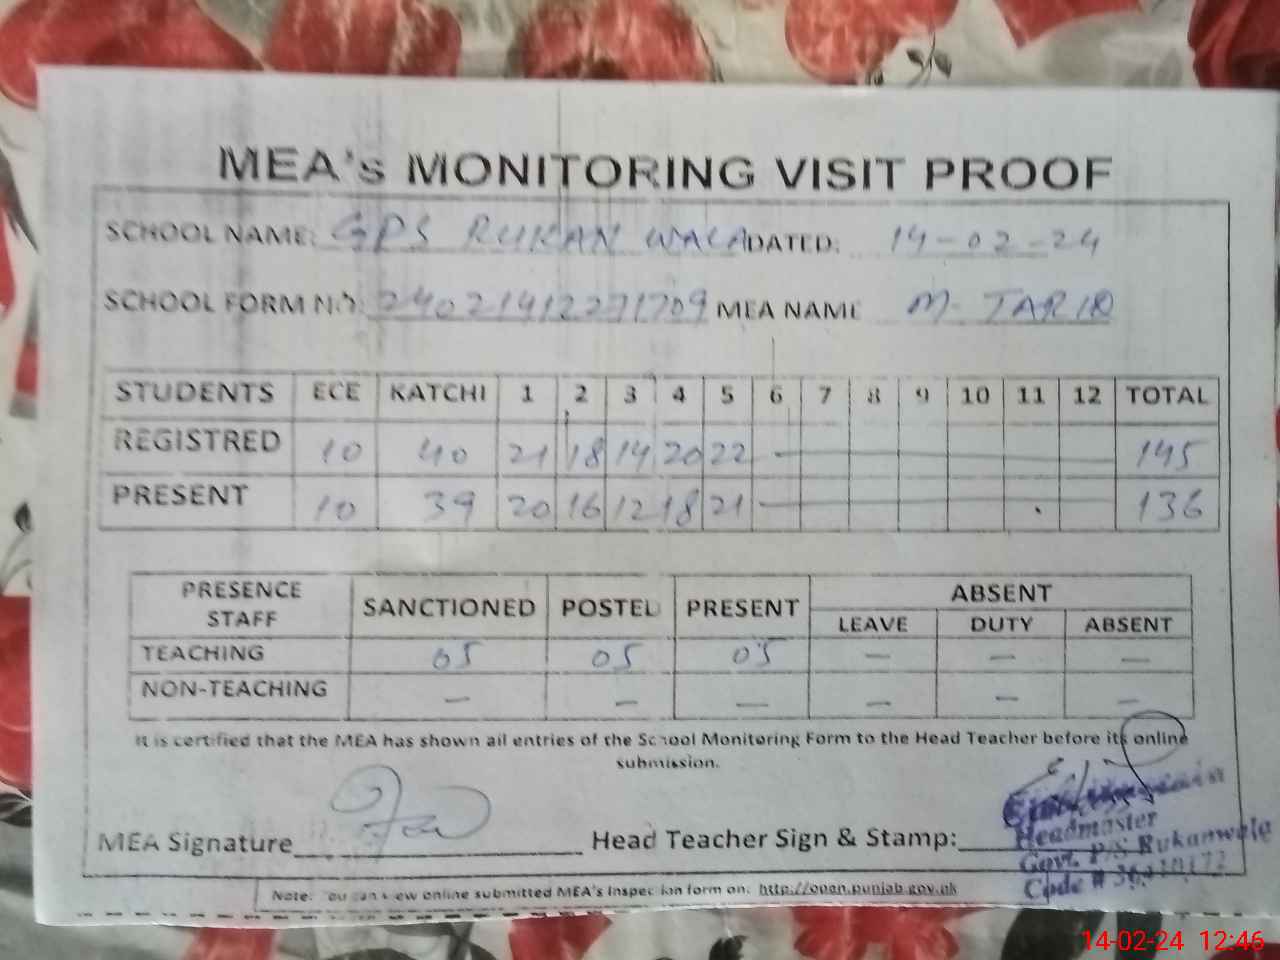 MEA's MONITORING VISIT PROOF
SCHOOL NAME: GPS RUKAN WALA DATED: 14-02-24
SCHOOL FORM NO: 24021412271709 MEA NAME M. TARIQ
STUDENTS ECE KATCHI 1 2 3 4 5 6 7 8 9 10 11 12 TOTAL
REGISTRED 10 40 21 18 14 20 22 — 145
PRESENT 10 39 20 16 12 18 21 — 136
PRESENCE STAFF SANCTIONED POSTED PRESENT ABSENT
LEAVE DUTY ABSENT
TEACHING 05 05 05 — — —
NON-TEACHING — — — — — —
It is certified that the MEA has shown all entries of the School Monitoring Form to the Head Teacher before its online
submission.
MEA Signature Head Teacher Sign & Stamp:
Headmaster
Govt. P/S Rukanwala
Code #
Note: You can view online submitted MEA's Inspection form on: http://open.punjab.gov.pk
14-02-24 12:46